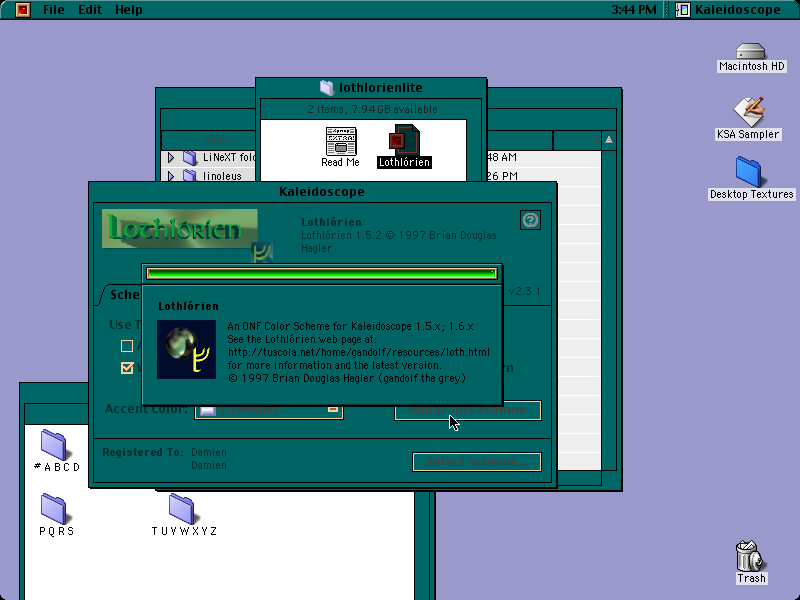 File Edit Help 3:44 PM Kaleidoscope
Macintosh HD
KSA Sampler
Desktop Textures
Trash
lothlorienlite
2 items, 7.94 GB available
Read Me
Lothlórien
LiNeXT fol
48 AM
linoleus
26 PM
Kaleidoscope
Lothlórien
Lothlórien
Lothlórien 1.5.2 © 1997 Brian Douglas
Hagler
Sche
v2.3.1
Use T
Lothlórien
An ONF Color Scheme for Kaleidoscope 1.5.x; 1.6.x
See the Lothlórien web page at:
http://tuscola.net/home/gandolf/resources/loth.html
for more information and the latest version.
© 1997 Brian Douglas Hagler (gandolf the grey)
Accent Color:
Registered To: Damien
Damien
Select Scheme...
#ABCD
PQRS
TUVWXYZ